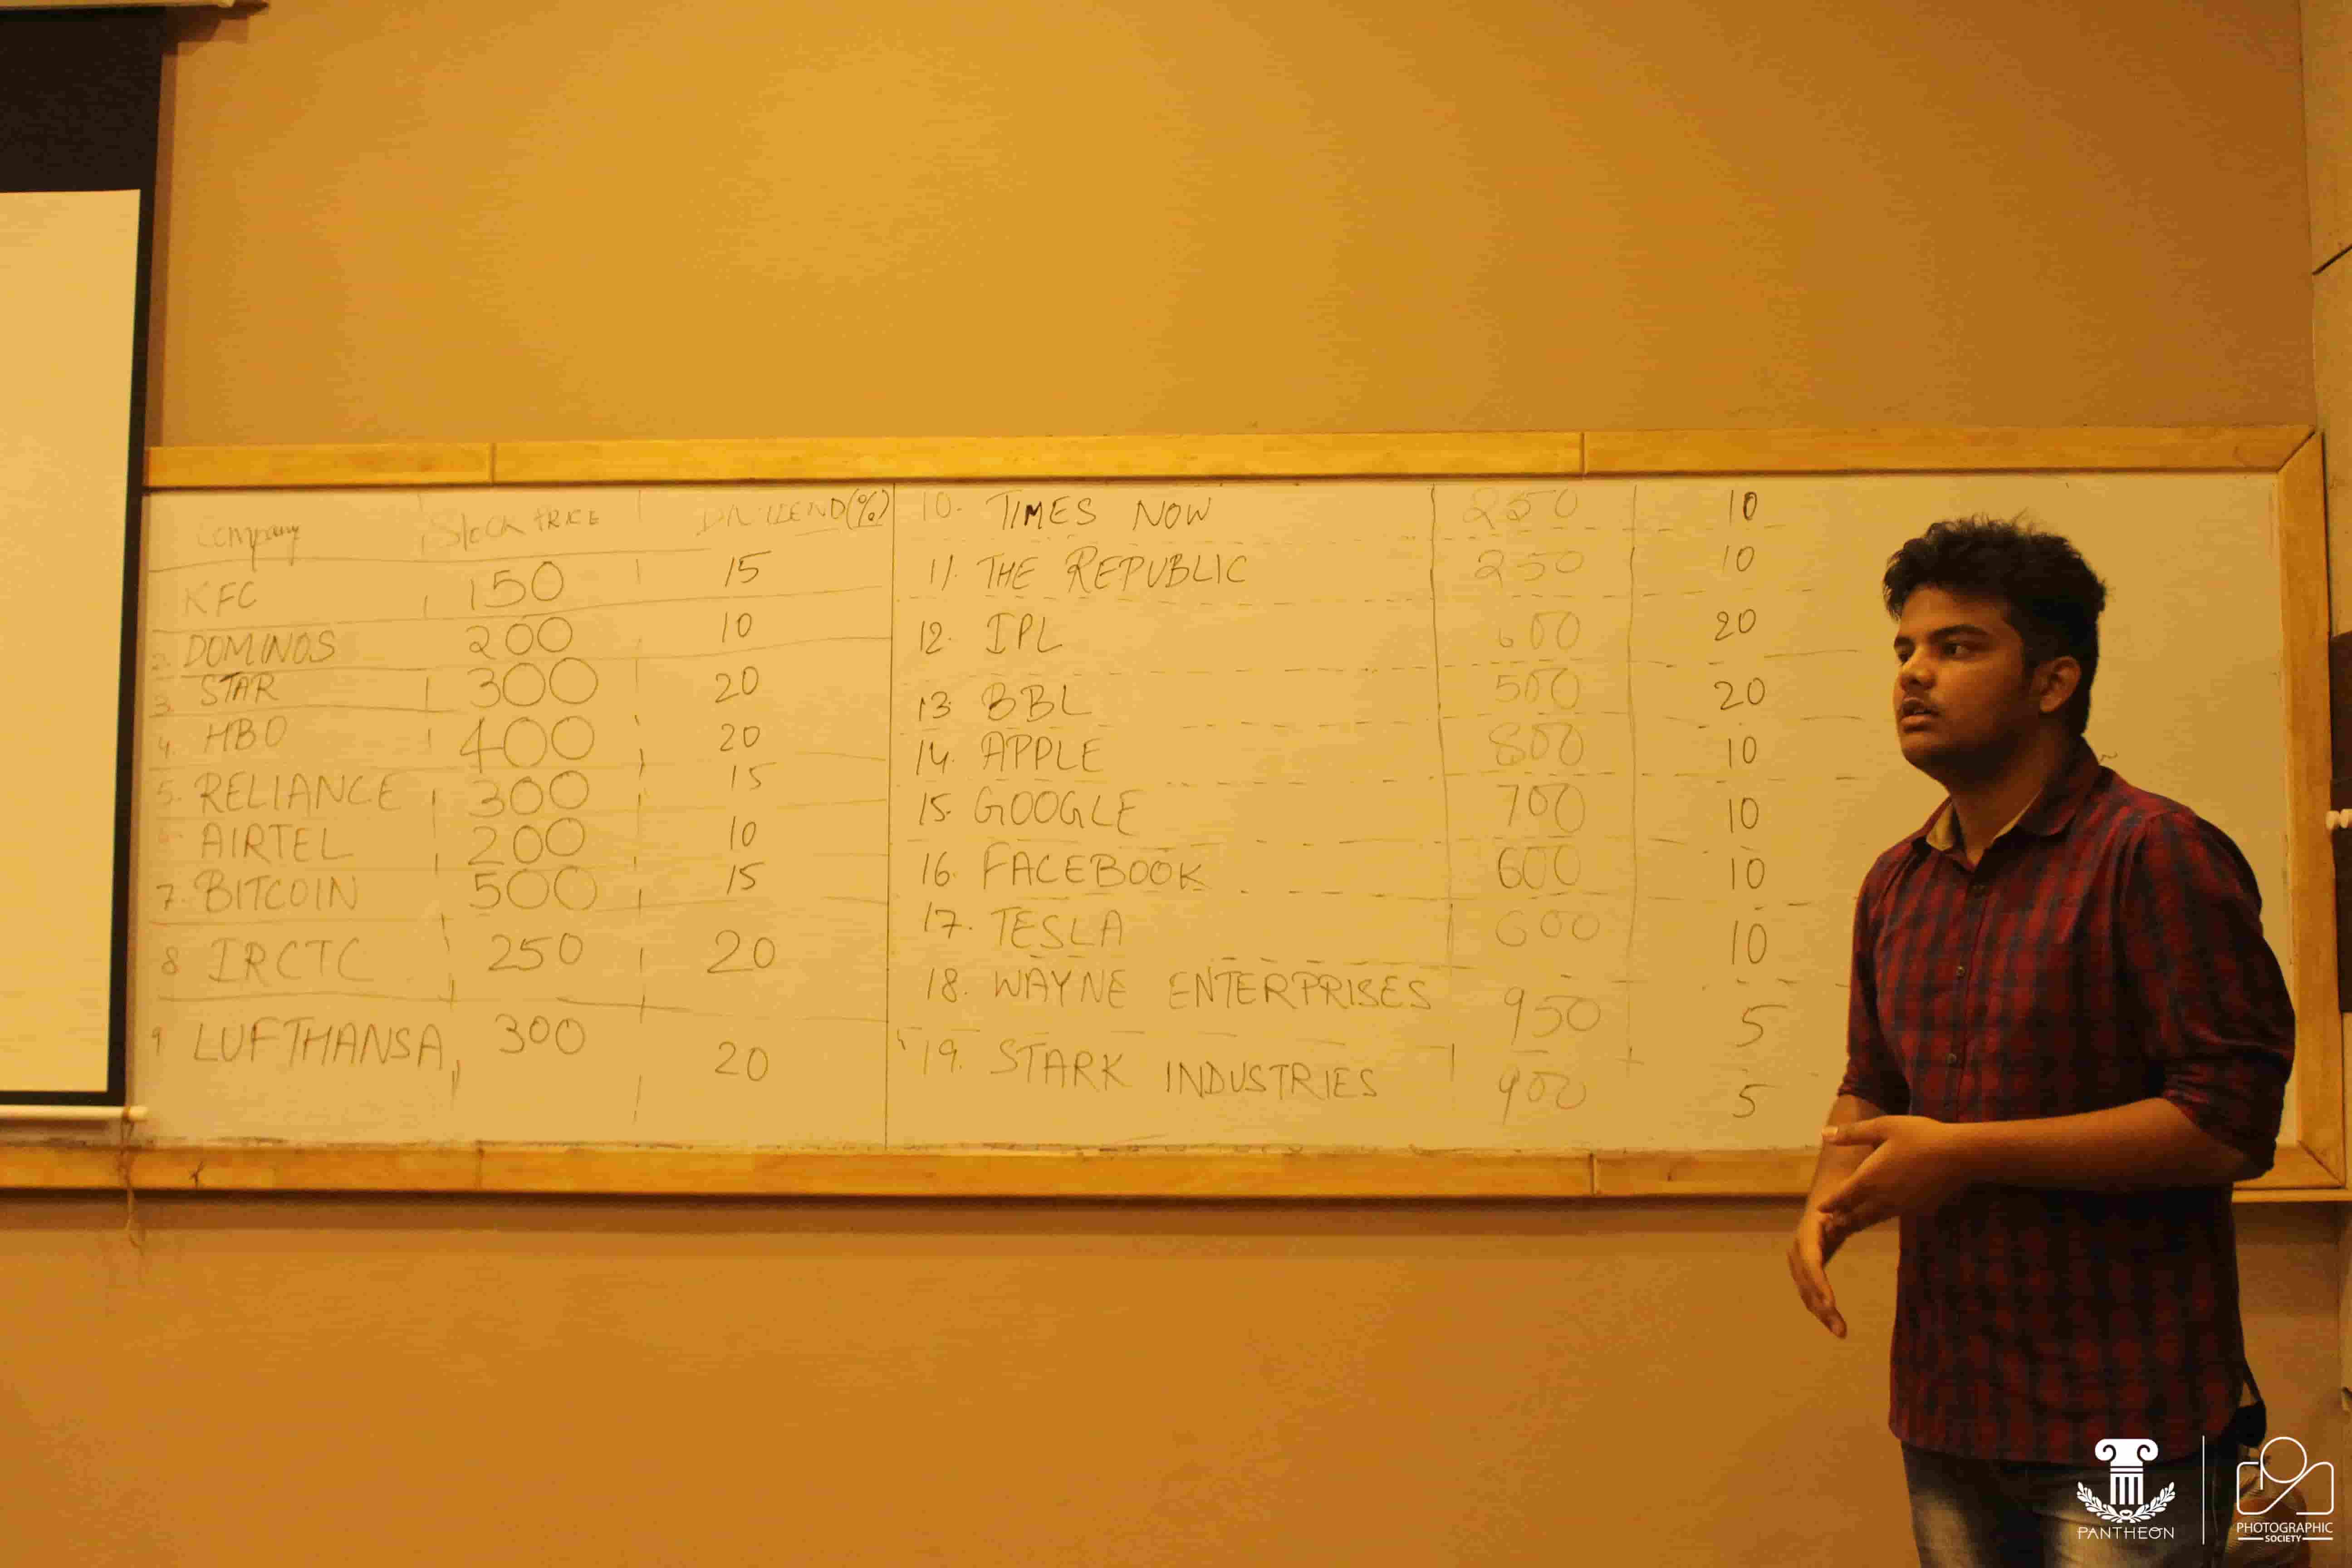 Company Stock PRICE DIVIDEND(%)
KFC 150 15
2. DOMINOS 200 10
3. STAR 300 20
4. HBO 400 20
5. RELIANCE 300 15
AIRTEL 200 10
7. BITCOIN 500 15
8 IRCTC 250 20
9 LUFTHANSA 300 20
10. TIMES NOW 250 10
11. THE REPUBLIC 250 10
12. IPL 600 20
13. BBL 500 20
14. APPLE 800 10
15. GOOGLE 700 10
16. FACEBOOK 600 10
17. TESLA 600 10
18. WAYNE ENTERPRISES 950 5
19. STARK INDUSTRIES 900 5
PANTHEON
PHOTOGRAPHIC
SOCIETY